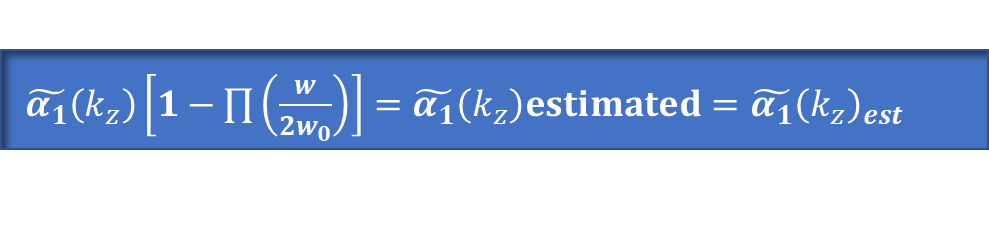 α̃₁(k_z)[1 − ∏(w/2w₀)] = α̃₁(k_z)estimated = α̃₁(k_z)_est